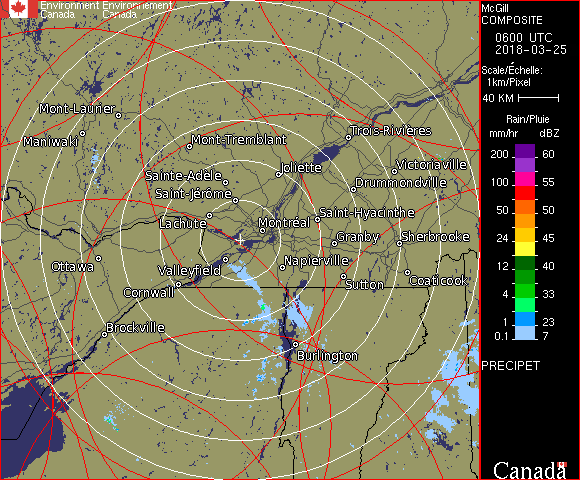 Environment Environnement
Canada Canada
Mont-Laurier
Maniwaki
Mont-Tremblant
Trois-Rivières
Sainte-Adèle
Joliette
Victoriaville
Saint-Jérôme
Drummondville
Lachute
Montréal
Saint-Hyacinthe
Granby
Sherbrooke
Ottawa
Valleyfield
Napierville
Cornwall
Sutton
Coaticook
Brockville
Burlington
McGill
COMPOSITE
0600 UTC
2018-03-25
Scale/Échelle:
1km/Pixel
40 KM
Rain/Pluie
mm/hr dBZ
200 60
150 55
100 55
50 50
24 45
12 40
4 33
1 23
0.1 7
PRECIPET
Canada